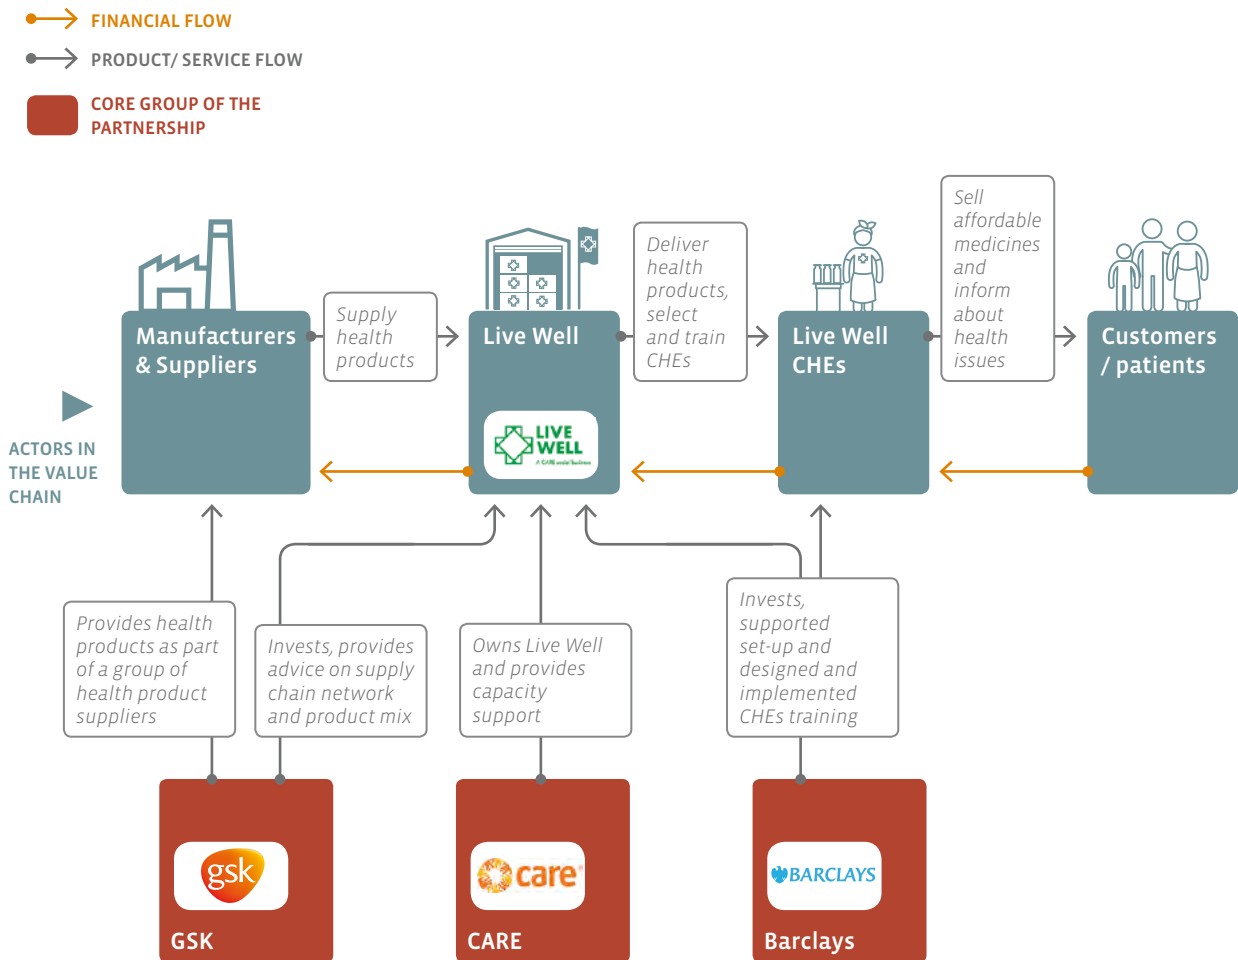 FINANCIAL FLOW
PRODUCT/ SERVICE FLOW
CORE GROUP OF THE
PARTNERSHIP
ACTORS IN
THE VALUE
CHAIN
Manufacturers
& Suppliers
Supply
health
products
Live Well
LIVE
WELL
A CARE social business
Deliver
health
products,
select
and train
CHEs
Live Well
CHEs
Sell
affordable
medicines
and
inform
about
health
issues
Customers
/ patients
Provides health
products as part
of a group of
health product
suppliers
Invests, provides
advice on supply
chain network
and product mix
Owns Live Well
and provides
capacity
support
Invests,
supported
set-up and
designed and
implemented
CHEs training
gsk
GSK
care
CARE
BARCLAYS
Barclays